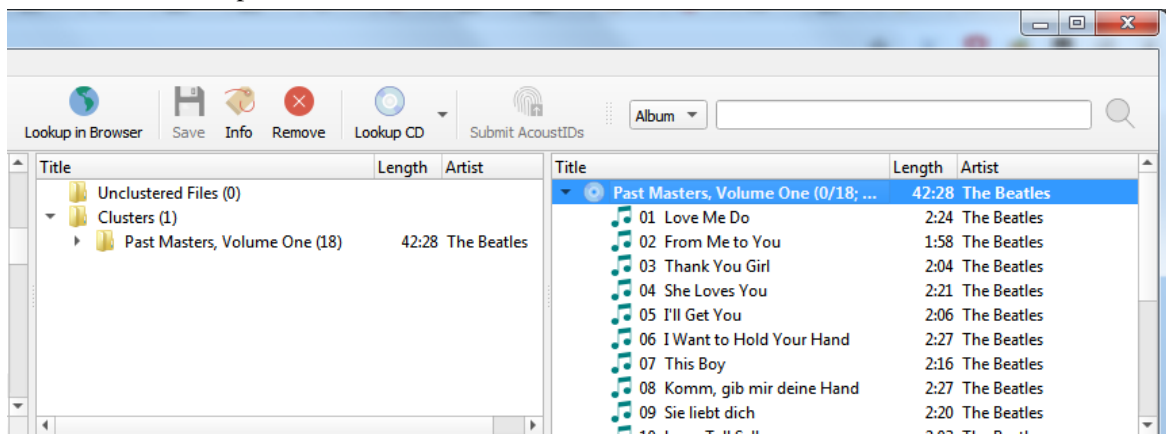 Lookup in Browser Save Info Remove Lookup CD Submit AcoustIDs Album
Title Length Artist
Unclustered Files (0)
Clusters (1)
Past Masters, Volume One (18) 42:28 The Beatles
Title Length Artist
Past Masters, Volume One (0/18; ... 42:28 The Beatles
01 Love Me Do 2:24 The Beatles
02 From Me to You 1:58 The Beatles
03 Thank You Girl 2:04 The Beatles
04 She Loves You 2:21 The Beatles
05 I'll Get You 2:06 The Beatles
06 I Want to Hold Your Hand 2:27 The Beatles
07 This Boy 2:16 The Beatles
08 Komm, gib mir deine Hand 2:27 The Beatles
09 Sie liebt dich 2:20 The Beatles